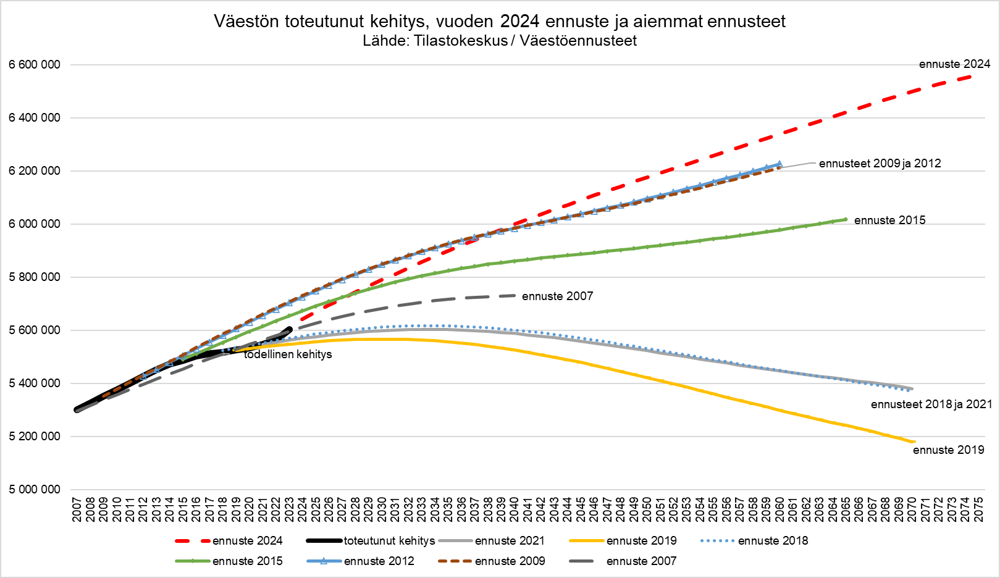 Väestön toteutunut kehitys, vuoden 2024 ennuste ja aiemmat ennusteet
Lähde: Tilastokeskus / Väestöennusteet
6 600 000
6 400 000
6 200 000
6 000 000
5 800 000
5 600 000
5 400 000
5 200 000
5 000 000
ennuste 2024
ennusteet 2009 ja 2012
ennuste 2015
ennuste 2007
todellinen kehitys
ennusteet 2018 ja 2021
ennuste 2019
2007
2008
2009
2010
2011
2012
2013
2014
2015
2016
2017
2018
2019
2020
2021
2022
2023
2024
2025
2026
2027
2028
2029
2030
2031
2032
2033
2034
2035
2036
2037
2038
2039
2040
2041
2042
2043
2044
2045
2046
2047
2048
2049
2050
2051
2052
2053
2054
2055
2056
2057
2058
2059
2060
2061
2062
2063
2064
2065
2066
2067
2068
2069
2070
2071
2072
2073
2074
2075
ennuste 2024
toteutunut kehitys
ennuste 2021
ennuste 2019
ennuste 2018
ennuste 2015
ennuste 2012
ennuste 2009
ennuste 2007